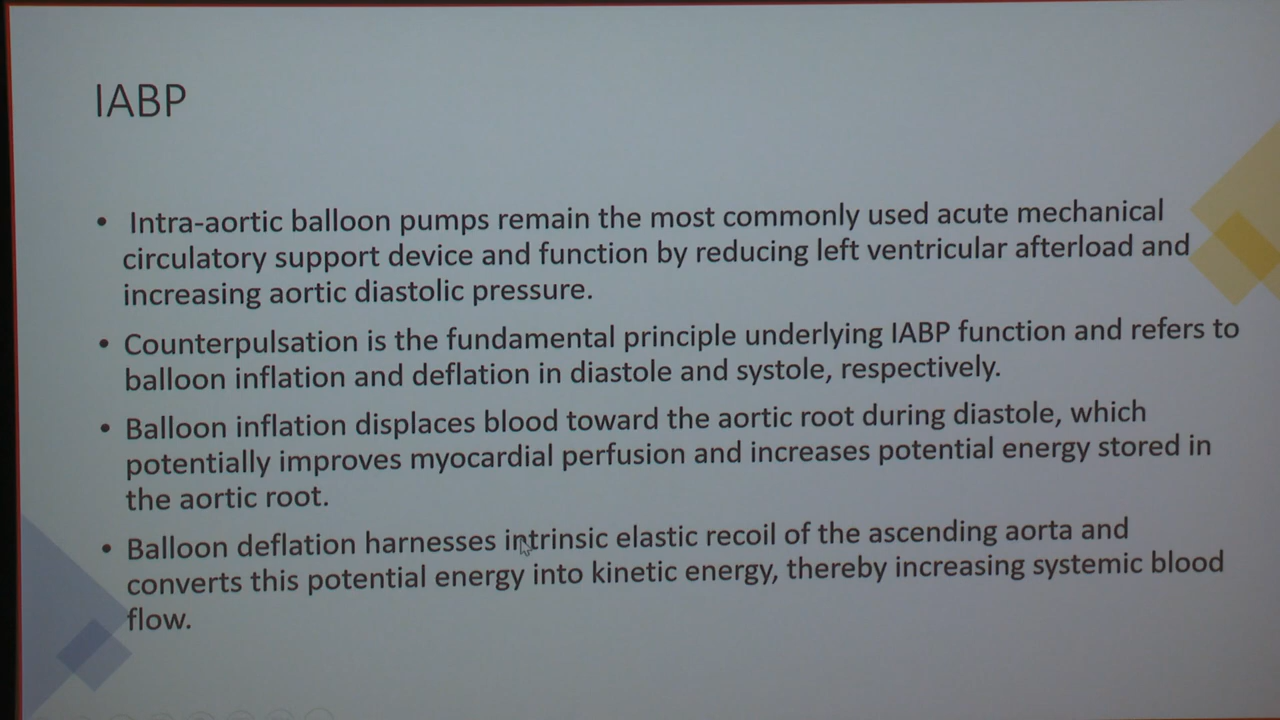 IABP
• Intra-aortic balloon pumps remain the most commonly used acute mechanical
circulatory support device and function by reducing left ventricular afterload and
increasing aortic diastolic pressure.
• Counterpulsation is the fundamental principle underlying IABP function and refers to
balloon inflation and deflation in diastole and systole, respectively.
• Balloon inflation displaces blood toward the aortic root during diastole, which
potentially improves myocardial perfusion and increases potential energy stored in
the aortic root.
• Balloon deflation harnesses intrinsic elastic recoil of the ascending aorta and
converts this potential energy into kinetic energy, thereby increasing systemic blood
flow.